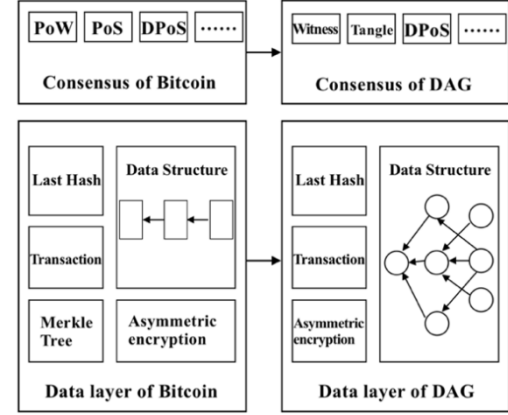 PoW PoS DPoS ······
Consensus of Bitcoin
Witness Tangle DPoS ······
Consensus of DAG
Last Hash
Data Structure
Transaction
Merkle
Tree
Asymmetric
encryption
Data layer of Bitcoin
Last Hash
Data Structure
Transaction
Asymmetric
encryption
Data layer of DAG